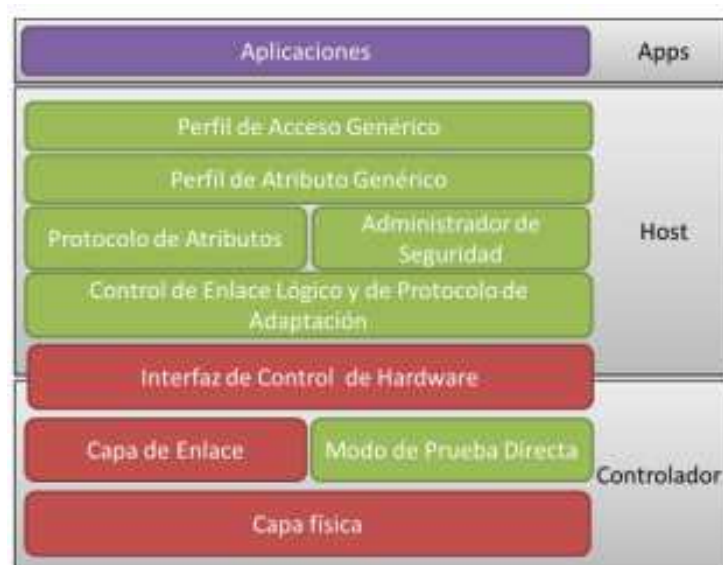 Aplicaciones
Apps
Perfil de Acceso Genérico
Perfil de Atributo Genérico
Protocolo de Atributos
Administrador de
Seguridad
Host
Control de Enlace Lógico y de Protocolo de
Adaptación
Interfaz de Control de Hardware
Capa de Enlace
Modo de Prueba Directa
Controlador
Capa física